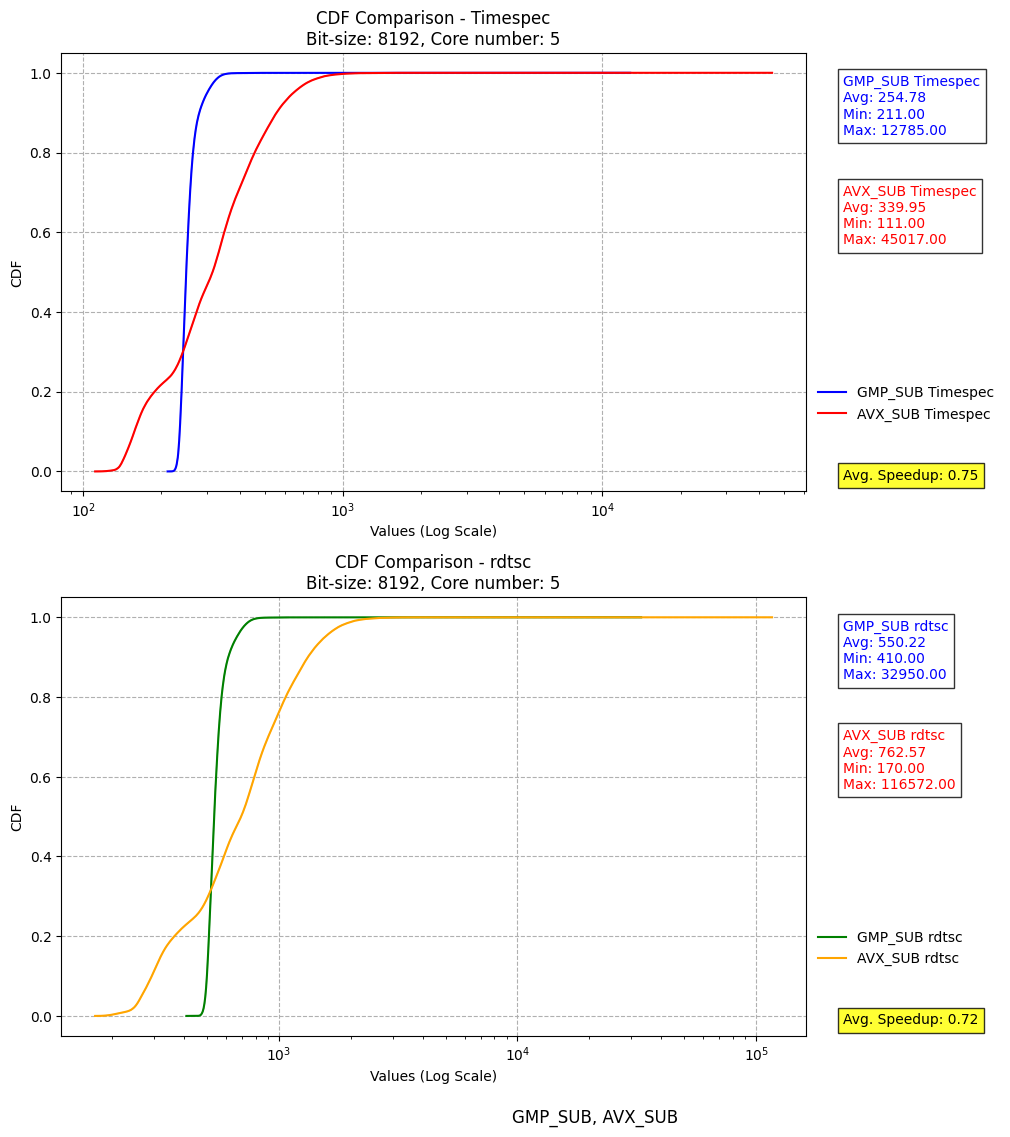 CDF Comparison - Timespec
Bit-size: 8192, Core number: 5
1.0
0.8
0.6
0.4
0.2
0.0
CDF
10²
10³
10⁴
Values (Log Scale)
GMP_SUB Timespec
Avg: 254.78
Min: 211.00
Max: 12785.00
AVX_SUB Timespec
Avg: 339.95
Min: 111.00
Max: 45017.00
GMP_SUB Timespec
AVX_SUB Timespec
Avg. Speedup: 0.75
CDF Comparison - rdtsc
Bit-size: 8192, Core number: 5
1.0
0.8
0.6
0.4
0.2
0.0
CDF
10³
10⁴
10⁵
Values (Log Scale)
GMP_SUB rdtsc
Avg: 550.22
Min: 410.00
Max: 32950.00
AVX_SUB rdtsc
Avg: 762.57
Min: 170.00
Max: 116572.00
GMP_SUB rdtsc
AVX_SUB rdtsc
Avg. Speedup: 0.72
GMP_SUB, AVX_SUB